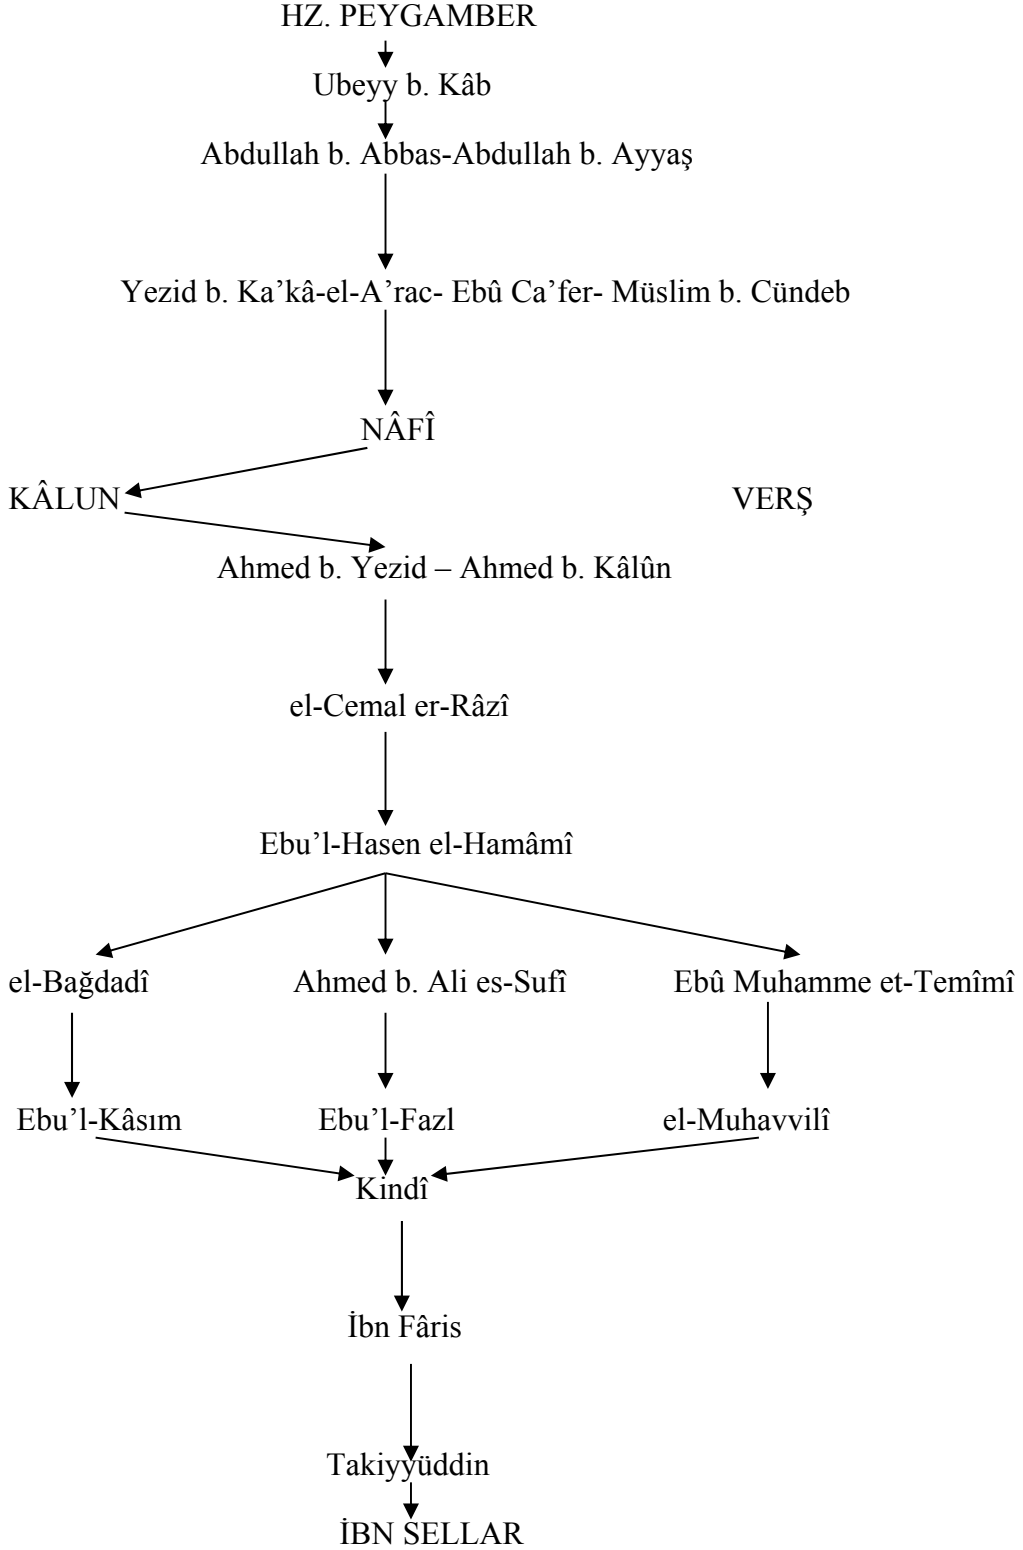 HZ. PEYGAMBER
Ubeyy b. Kâb
Abdullah b. Abbas-Abdullah b. Ayyaş
Yezid b. Ka’kâ-el-A’rac- Ebû Ca’fer- Müslim b. Cündeb
NÂFÎ
KÂLUN VERŞ
Ahmed b. Yezid – Ahmed b. Kâlûn
el-Cemal er-Râzî
Ebu’l-Hasen el-Hamâmî
el-Bağdadî Ahmed b. Ali es-Sufî Ebû Muhamme et-Temîmî
Ebu’l-Kâsım Ebu’l-Fazl el-Muhavvilî
Kindî
İbn Fâris
Takiyyüddin
İBN SELLAR